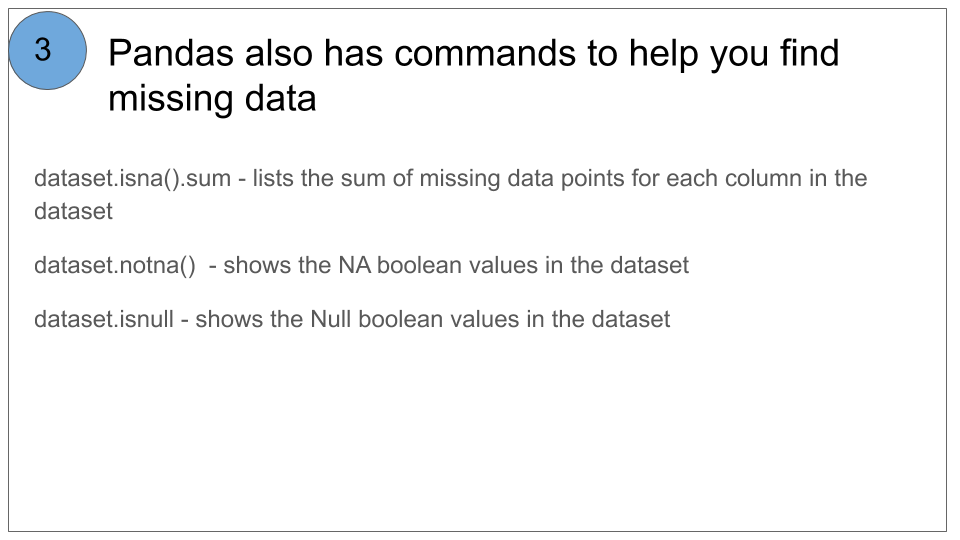 3
Pandas also has commands to help you find
missing data
dataset.isna().sum - lists the sum of missing data points for each column in the
dataset
dataset.notna()  - shows the NA boolean values in the dataset
dataset.isnull - shows the Null boolean values in the dataset